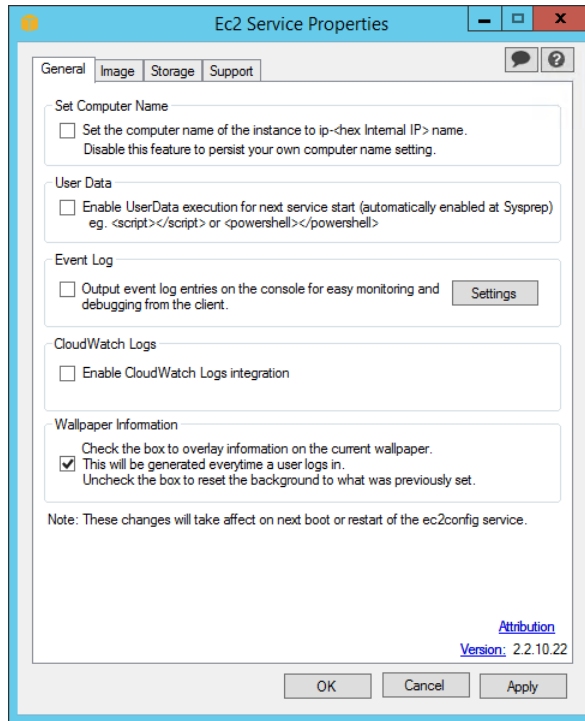 Ec2 Service Properties
General
Image
Storage
Support
Set Computer Name
Set the computer name of the instance to ip-<hex Internal IP> name.
Disable this feature to persist your own computer name setting.
User Data
Enable UserData execution for next service start (automatically enabled at Sysprep)
eg. <script></script> or <powershell></powershell>
Event Log
Output event log entries on the console for easy monitoring and
debugging from the client.
Settings
CloudWatch Logs
Enable CloudWatch Logs integration
Wallpaper Information
Check the box to overlay information on the current wallpaper.
This will be generated everytime a user logs in.
Uncheck the box to reset the background to what was previously set.
Note: These changes will take affect on next boot or restart of the ec2config service.
Attribution
Version: 2.2.10.22
OK
Cancel
Apply